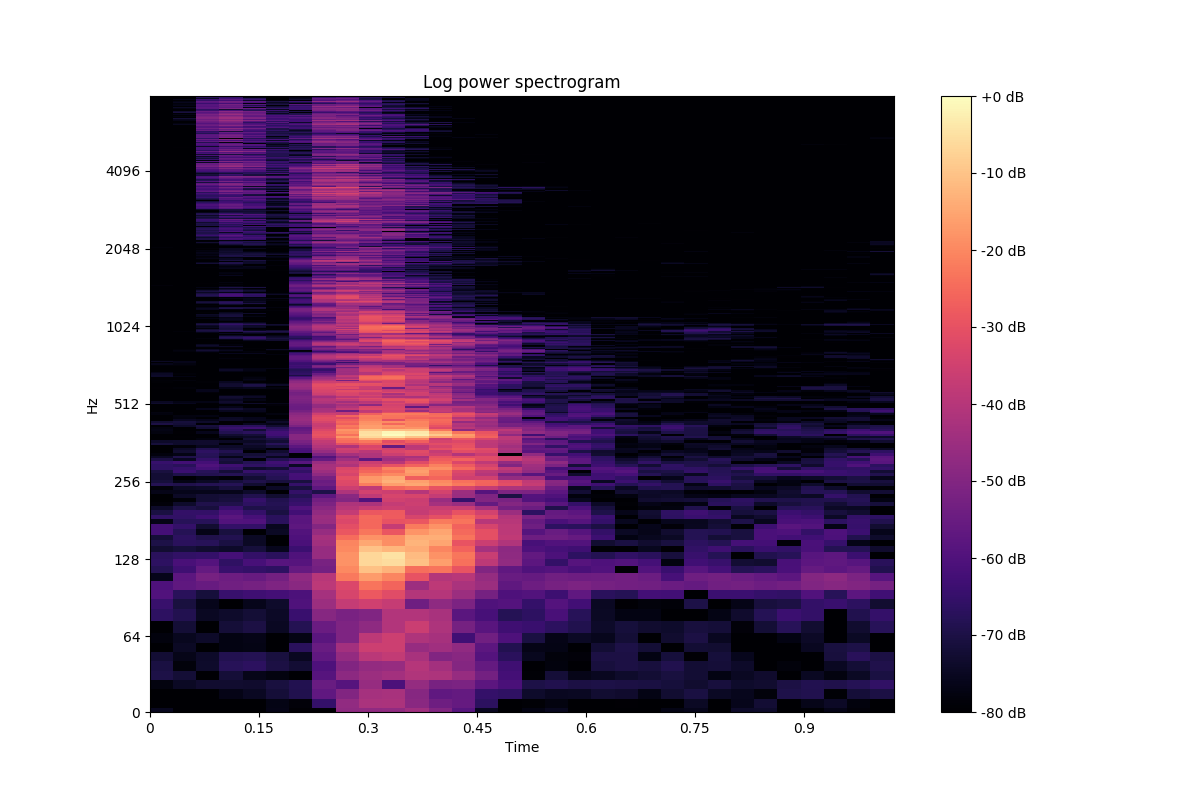 Log power spectrogram
Hz
4096
2048
1024
512
256
128
64
0
0 0.15 0.3 0.45 0.6 0.75 0.9
Time
+0 dB
-10 dB
-20 dB
-30 dB
-40 dB
-50 dB
-60 dB
-70 dB
-80 dB